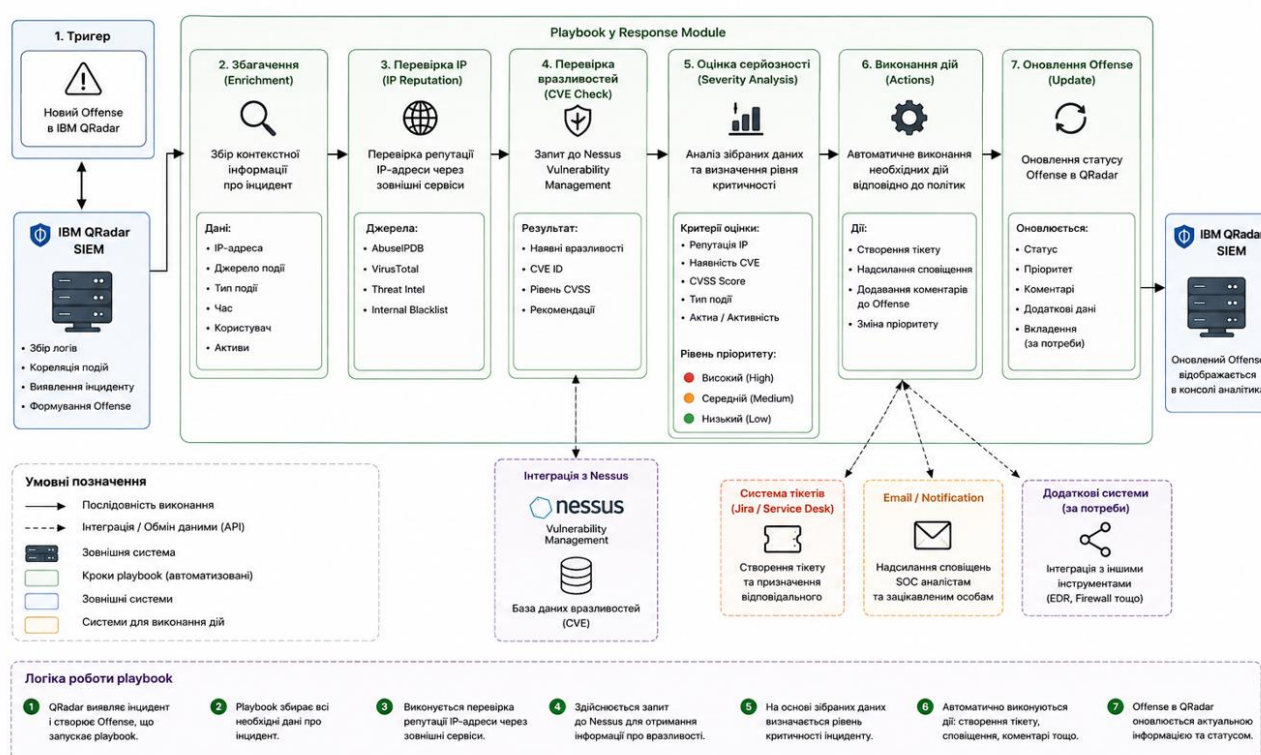 Playbook у Response Module
1. Тригер
Новий Offense
в IBM QRadar
IBM QRadar
SIEM
• Збір логів
• Кореляція подій
• Виявлення інциденту
• Формування Offense
2. Збагачення
(Enrichment)
Збір контекстної
інформації
про інцидент
Дані:
• IP-адреса
• Джерело події
• Тип події
• Час
• Користувач
• Активи
3. Перевірка IP
(IP Reputation)
Перевірка репутації
IP-адреси через
зовнішні сервіси
Джерела:
• AbuseIPDB
• VirusTotal
• Threat Intel
• Internal Blacklist
4. Перевірка
вразливостей
(CVE Check)
Запит до Nessus
Vulnerability
Management
Результат:
• Наявні вразливості
• CVE ID
• Рівень CVSS
• Рекомендації
5. Оцінка серйозності
(Severity Analysis)
Аналіз зібраних даних
та визначення рівня
критичності
Критерії оцінки:
• Репутація IP
• Наявність CVE
• CVSS Score
• Тип події
• Актиа / Активність
Рівень пріоритету:
Високий (High)
Середній (Medium)
Низький (Low)
6. Виконання дій
(Actions)
Автоматичне виконання
необхідних дій
відповідно до політик
Дії:
• Створення тікету
• Надсилання сповіщення
• Додавання коментарів
до Offense
• Зміна пріоритету
7. Оновлення Offense
(Update)
Оновлення статусу
Offense в QRadar
Оновлюється:
• Статус
• Пріоритет
• Коментарі
• Додаткові дані
• Вкладення
(за потреби)
IBM QRadar
SIEM
Оновлений Offense
відображається
в консолі аналітика
Умовні позначення
Послідовність виконання
Інтеграція / Обмін даними (API)
Зовнішня система
Кроки playbook (автоматизовані)
Зовнішні системи
Системи для виконання дій
Інтеграція з Nessus
nessus
Vulnerability
Management
База даних вразливостей
(CVE)
Система тікетів
(Jira / Service Desk)
Створення тікету
та призначення
відповідального
Email / Notification
Надсилання сповіщень
SOC аналістам
та зацікавленим особам
Додаткові системи
(за потреби)
Інтеграція з іншими
інструментами
(EDR, Firewall тощо)
Логіка роботи playbook
1 QRadar виявляє інцидент
і створює Offense, що
запускає playbook.
2 Playbook збирає всі
необхідні дані про
інцидент.
3 Виконується перевірка
репутації IP-адреси через
зовнішні сервіси.
4 Здійснюється запит
до Nessus для отримання
інформації про вразливості.
5 На основі зібраних даних
визначається рівень
критичності інциденту.
6 Автоматично виконуються
дії: створення тікету,
сповіщення, коментарі тощо.
7 Offense в QRadar
оновлюється актуальною
інформацією та статусом.